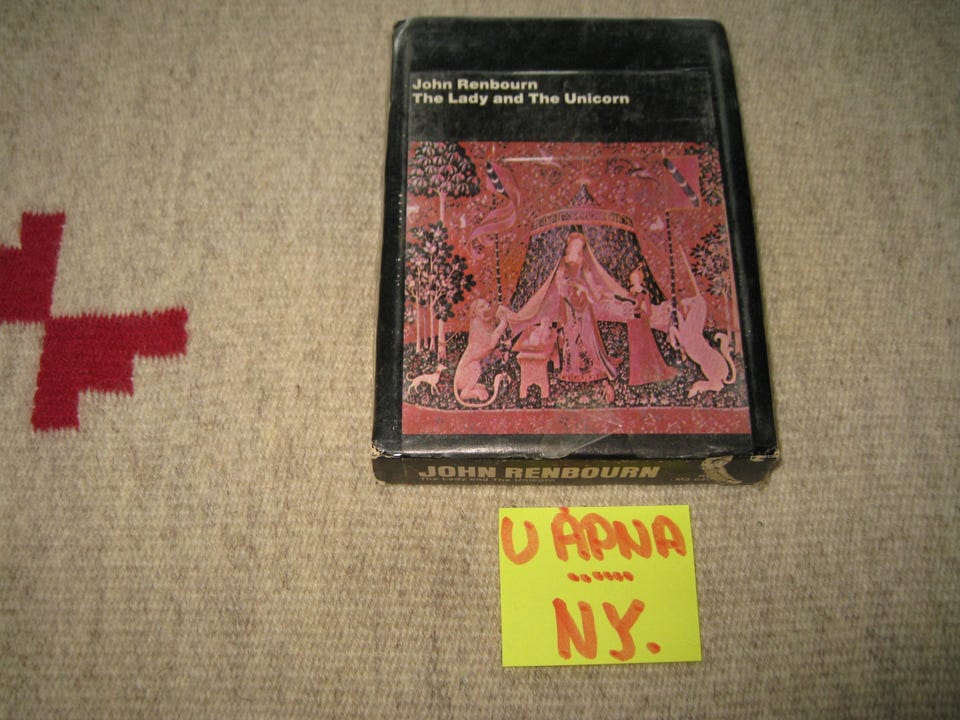 John Renbourn
The Lady and The Unicorn
JOHN RENBOURN
The Lady and The Unicorn
UÅPNA
NY.